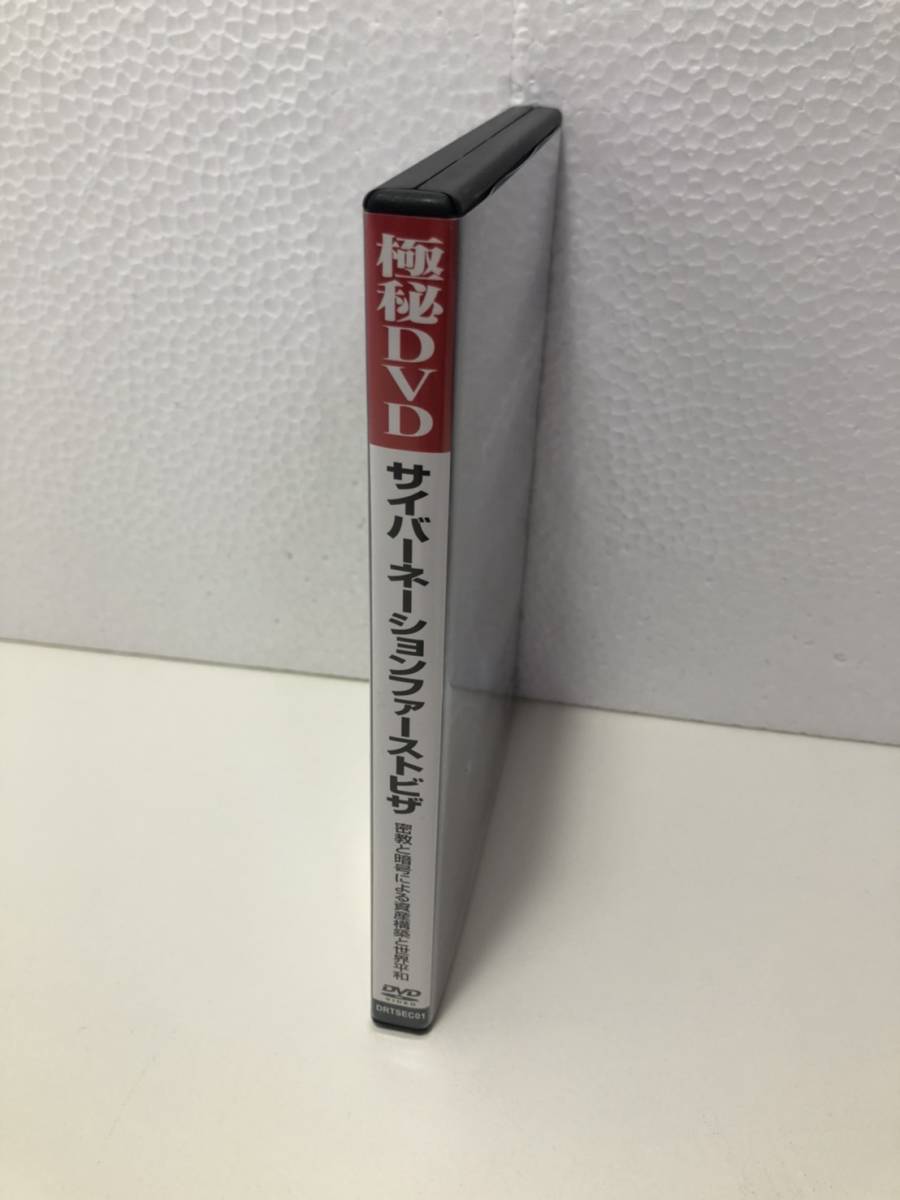 極秘DVD
サイバーネーションファーストビザ
密教と暗号による資産構築と世界平和
DVD
VIDEO
DRTSEC01